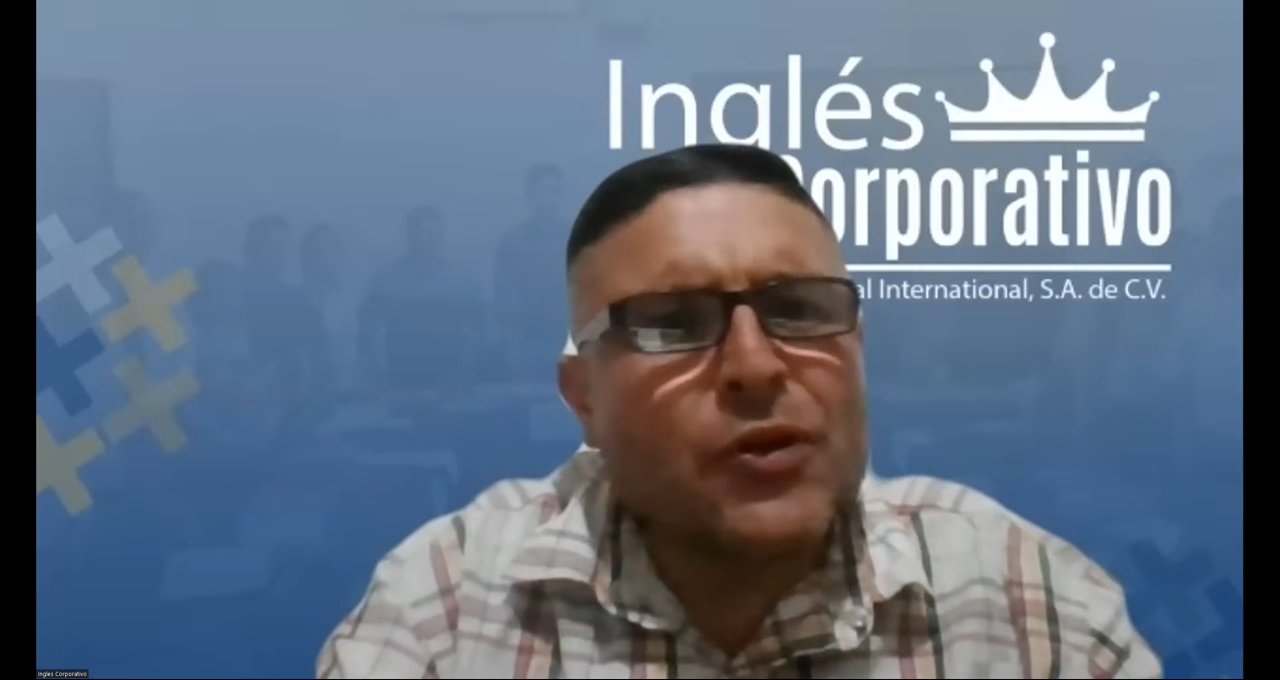 Inglés
orporativo
al International, S.A. de C.V.
Ingles Corporativo